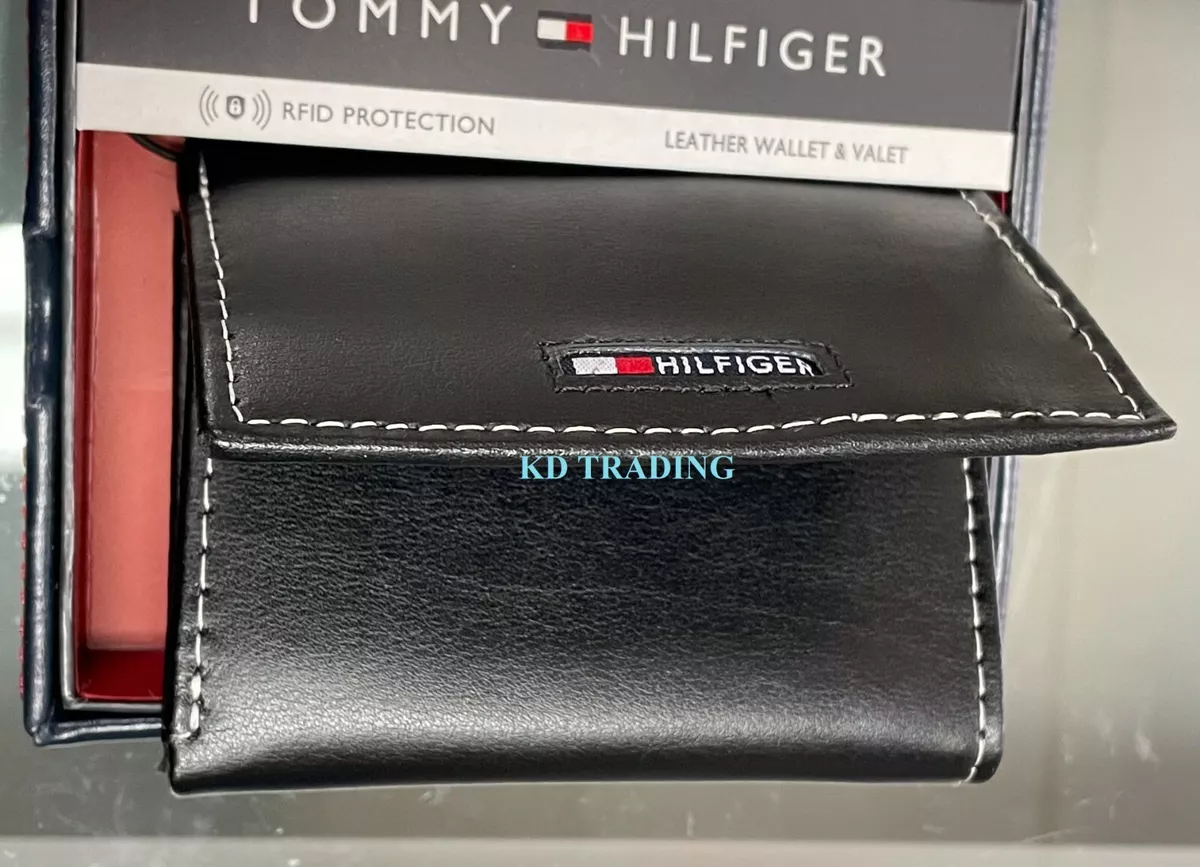 TOMMY HILFIGER
RFID PROTECTION
LEATHER WALLET & VALET
HILFIGER
KD TRADING